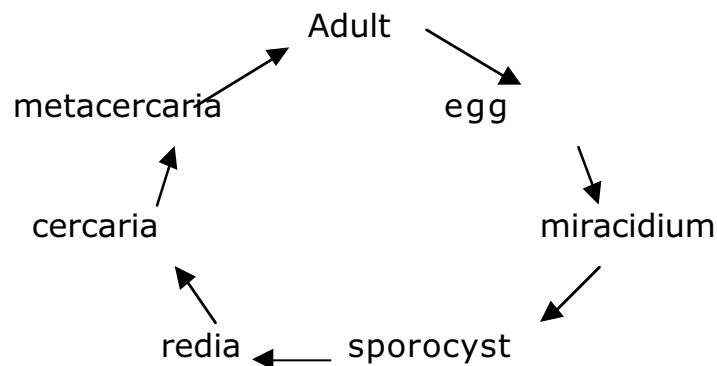 Adult
metacercaria egg
cercaria miracidium
redia sporocyst